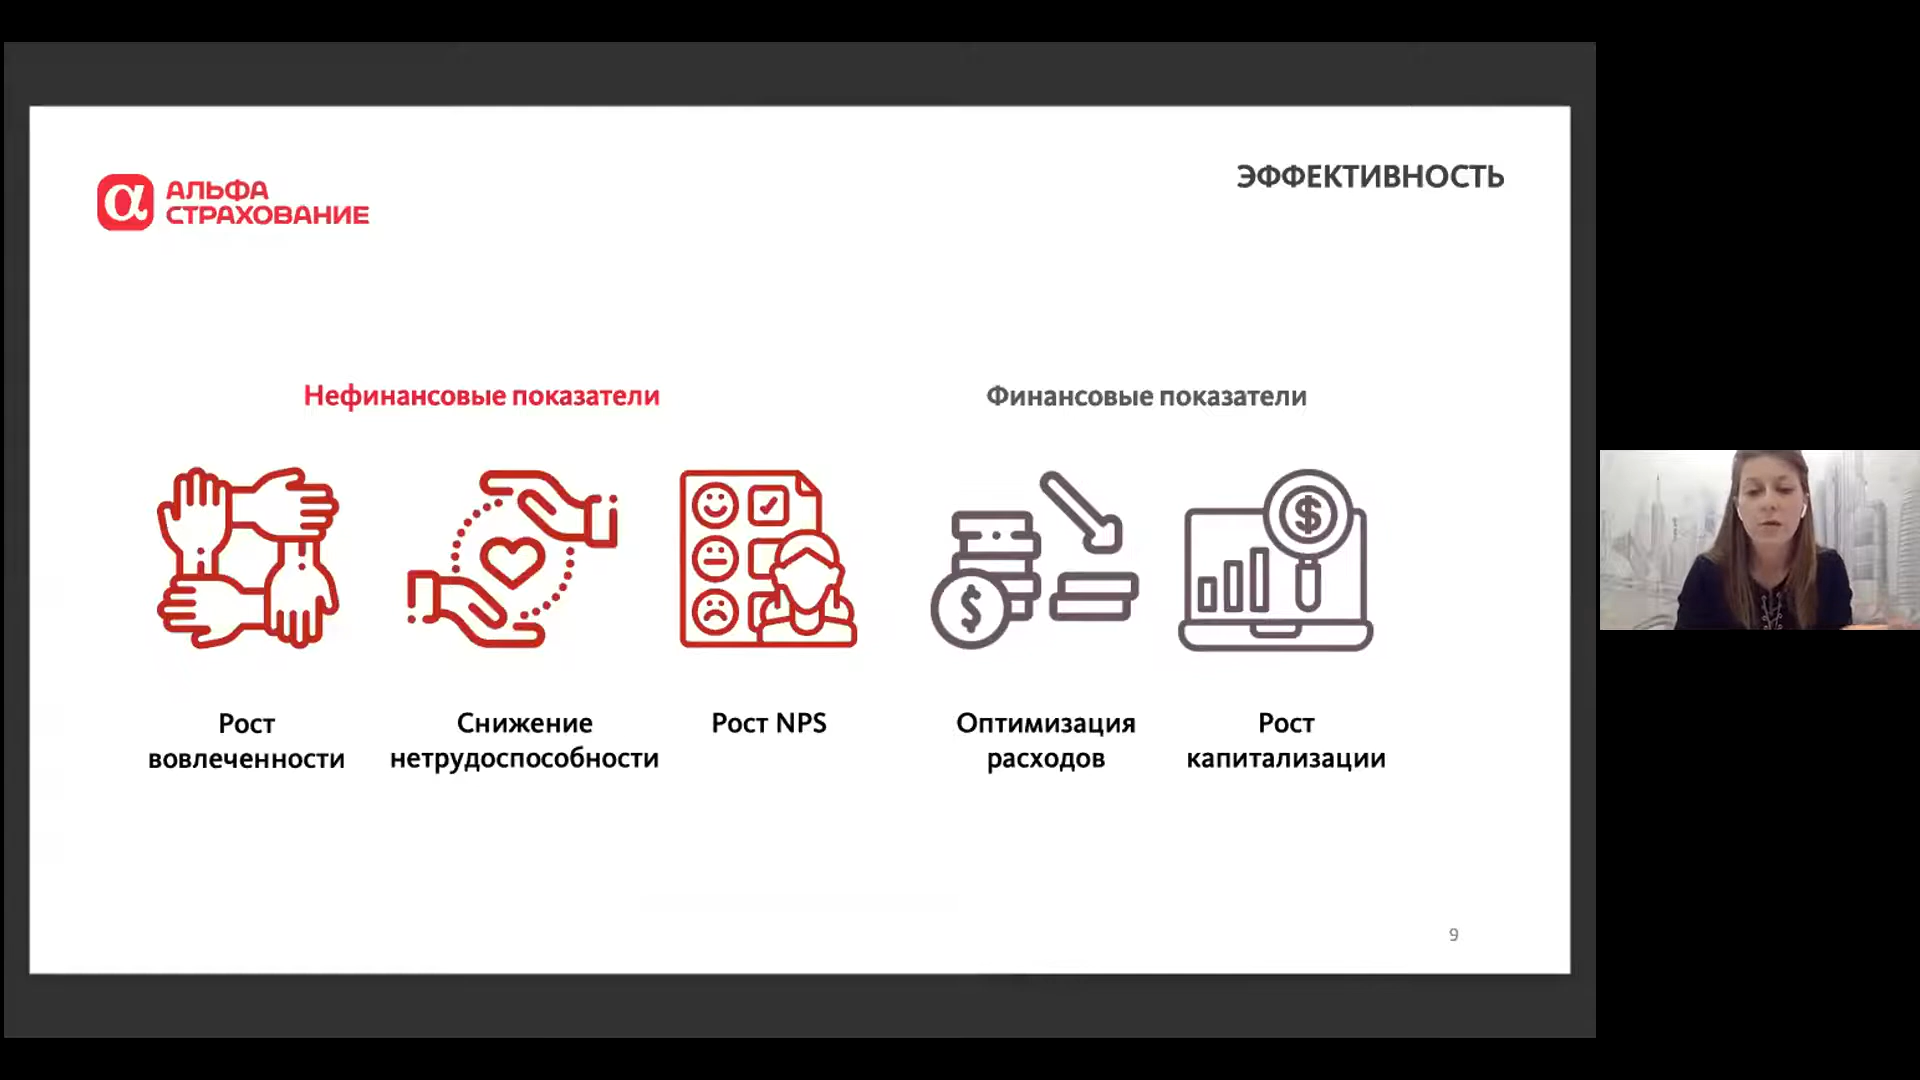 АЛЬФА
СТРАХОВАНИЕ
ЭФФЕКТИВНОСТЬ
Нефинансовые показатели
Финансовые показатели
Рост
вовлеченности
Снижение
нетрудоспособности
Рост NPS
Оптимизация
расходов
Рост
капитализации
9